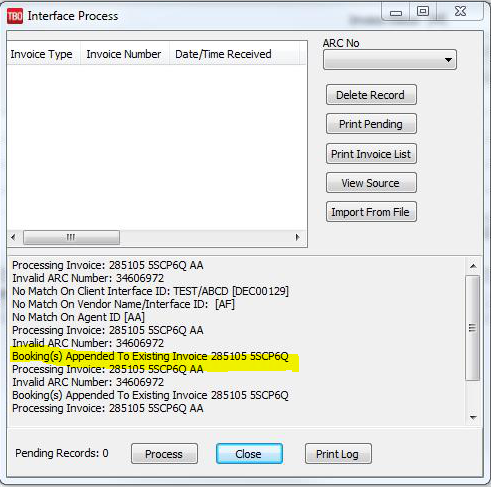 TBO Interface Process
ARC No
Invoice Type Invoice Number Date/Time Received
Delete Record
Print Pending
Print Invoice List
View Source
Import From File
Processing Invoice: 285105 5SCP6Q AA
Invalid ARC Number: 34606972
No Match On Client Interface ID: TEST/ABCD [DEC00129]
No Match On Vendor Name/Interface ID:  [AF]
No Match On Agent ID [AA]
Processing Invoice: 285105 5SCP6Q AA
Invalid ARC Number: 34606972
Booking(s) Appended To Existing Invoice 285105 5SCP6Q
Processing Invoice: 285105 5SCP6Q AA
Invalid ARC Number: 34606972
Booking(s) Appended To Existing Invoice 285105 5SCP6Q
Processing Invoice: 285105 5SCP6Q AA
Pending Records: 0 Process Close Print Log